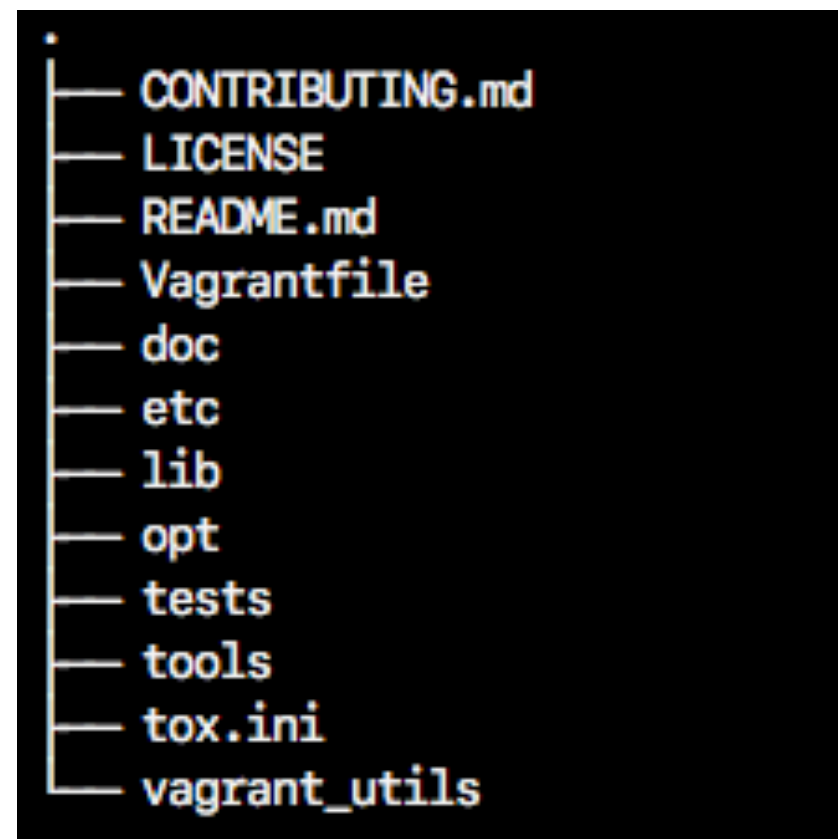 .
├── CONTRIBUTING.md
├── LICENSE
├── README.md
├── Vagrantfile
├── doc
├── etc
├── lib
├── opt
├── tests
├── tools
├── tox.ini
└── vagrant_utils